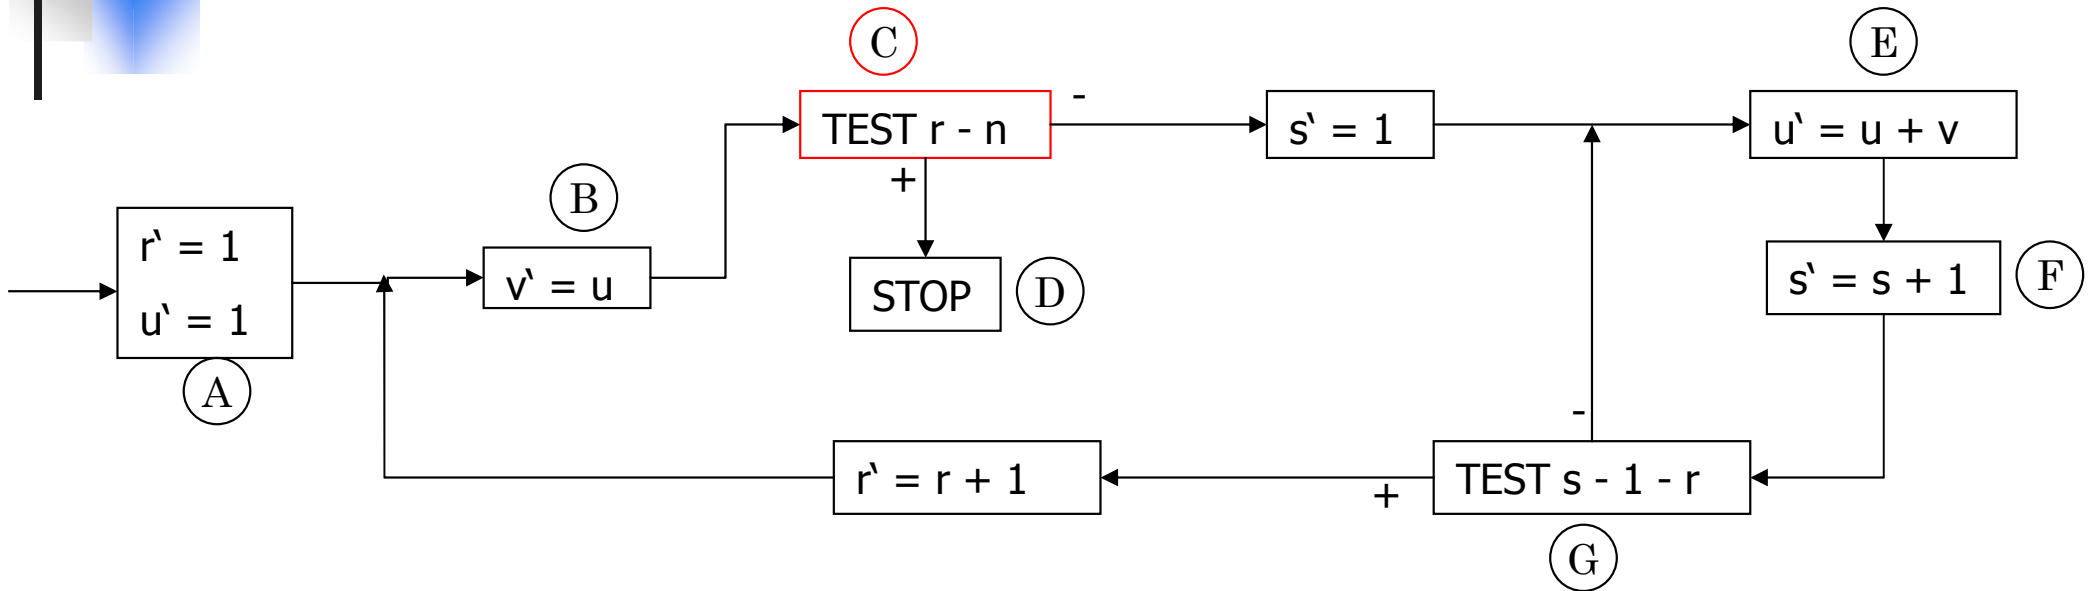 C
E
TEST r - n
-
s‘ = 1
u‘ = u + v
+
B
r‘ = 1
u‘ = 1
v‘ = u
STOP
D
s‘ = s + 1
F
A
-
r‘ = r + 1
+
TEST s - 1 - r
G